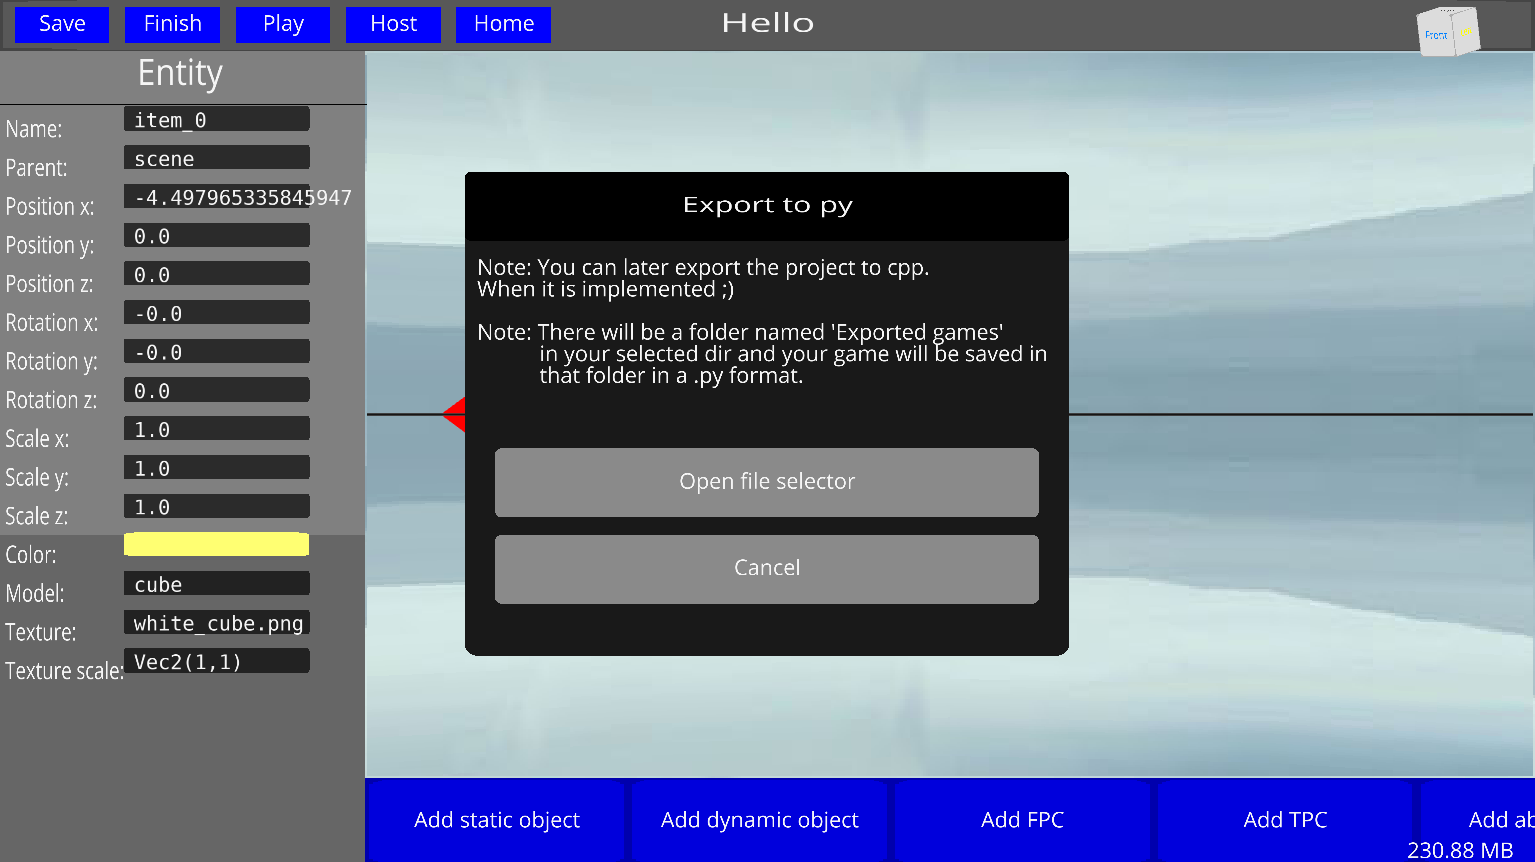 Save Finish Play Host Home Hello
Front
Entity
Name: item_0
Parent: scene
Position x: -4.497965335845947
Position y: 0.0
Position z: 0.0
Rotation x: -0.0
Rotation y: -0.0
Rotation z: 0.0
Scale x: 1.0
Scale y: 1.0
Scale z: 1.0
Color:
Model: cube
Texture: white_cube.png
Texture scale: Vec2(1,1)
Export to py
Note: You can later export the project to cpp.
When it is implemented ;)
Note: There will be a folder named 'Exported games'
in your selected dir and your game will be saved in
that folder in a .py format.
Open file selector
Cancel
Add static object Add dynamic object Add FPC Add TPC Add ab
230.88 MB